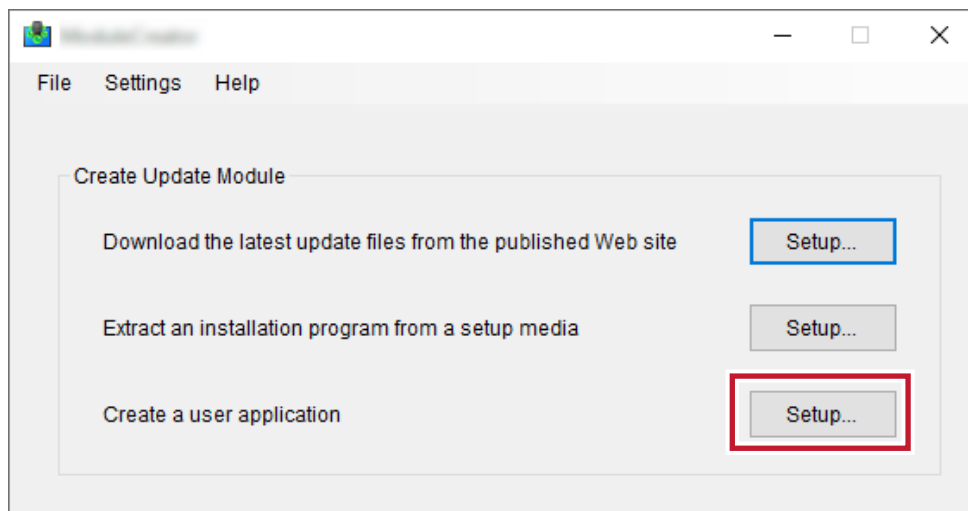 File Settings Help
Create Update Module
Download the latest update files from the published Web site Setup...
Extract an installation program from a setup media Setup...
Create a user application Setup...